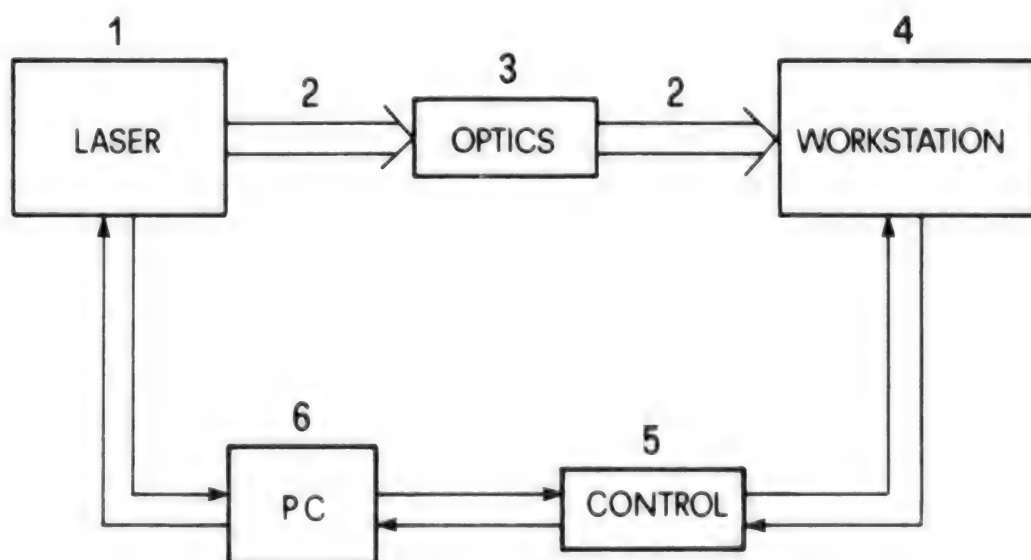 1
4
2
3
2
LASER
OPTICS
WORKSTATION
6
5
PC
CONTROL